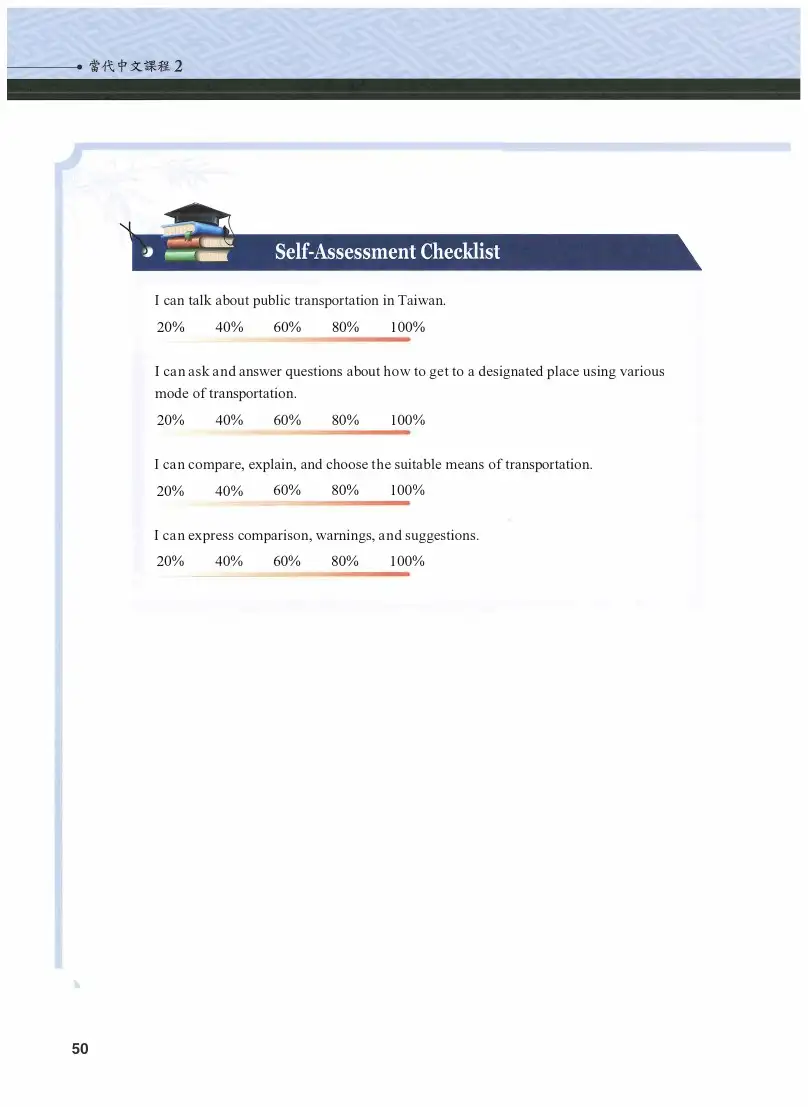 當代中文課程 2
Self-Assessment Checklist
I can talk about public transportation in Taiwan.
20% 40% 60% 80% 100%
I can ask and answer questions about how to get to a designated place using various
mode of transportation.
20% 40% 60% 80% 100%
I can compare, explain, and choose the suitable means of transportation.
20% 40% 60% 80% 100%
I can express comparison, warnings, and suggestions.
20% 40% 60% 80% 100%
50